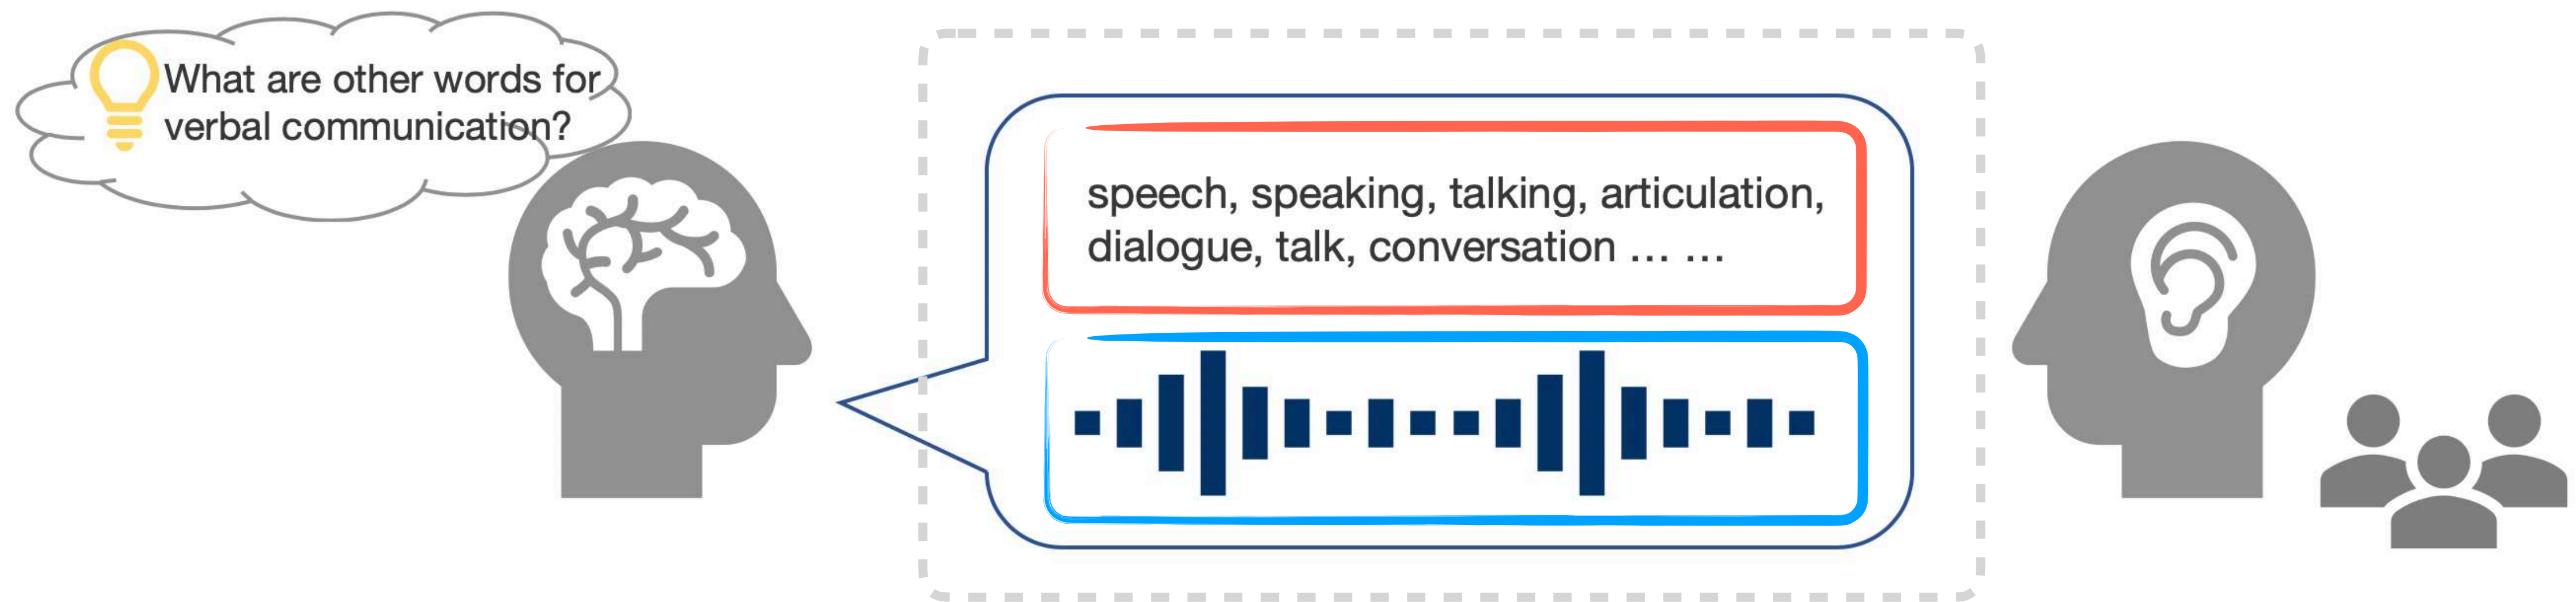 What are other words for
verbal communication?
speech, speaking, talking, articulation,
dialogue, talk, conversation ... ...